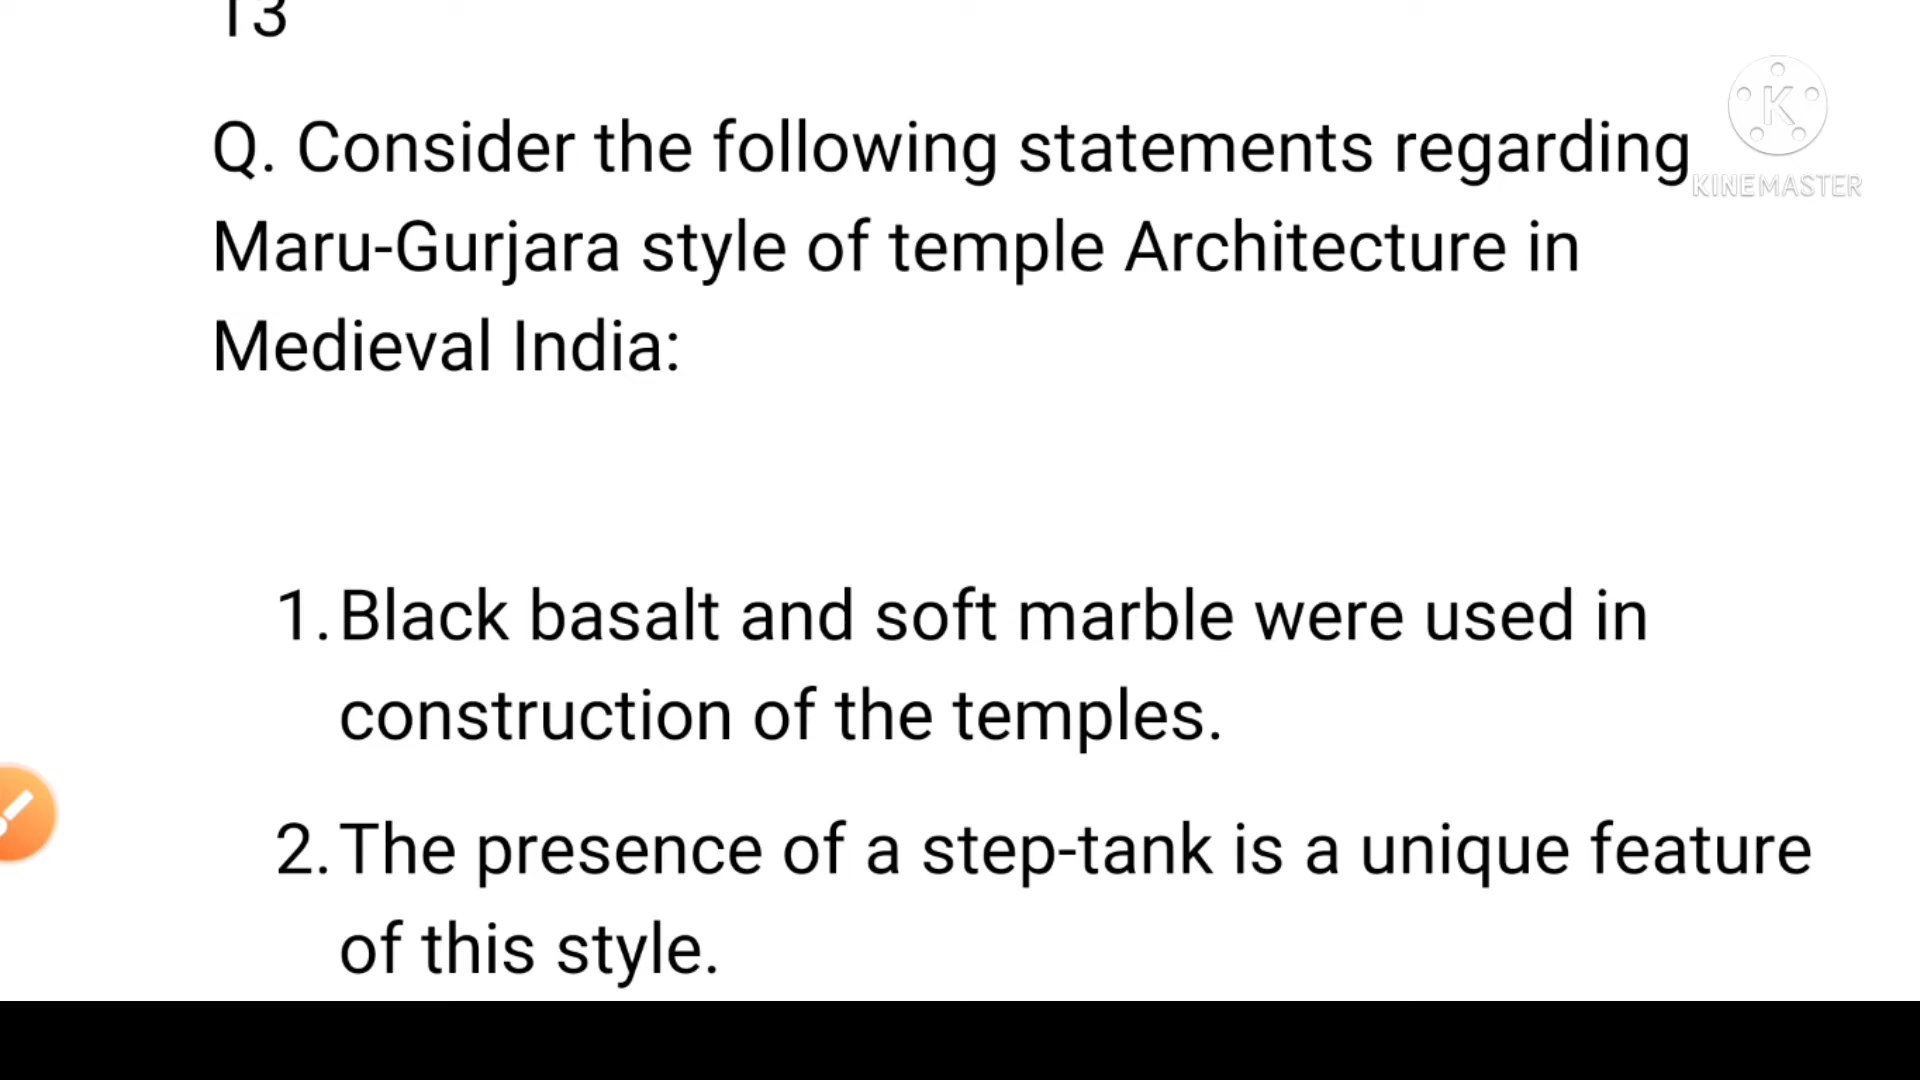 13
Q. Consider the following statements regarding
K
KINEMASTER
Maru-Gurjara style of temple Architecture in
Medieval India:
1. Black basalt and soft marble were used in
construction of the temples.
2. The presence of a step-tank is a unique feature
of this style.